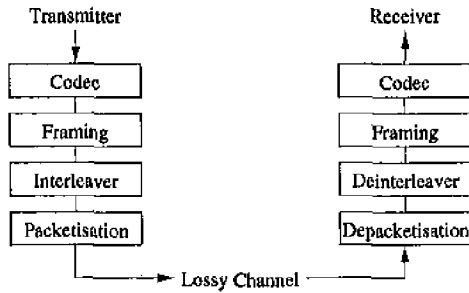 Transmitter
Codec
Framing
Interleaver
Packetisation
Lossy Channel
Receiver
Codec
Framing
Deinterleaver
Depacketisation